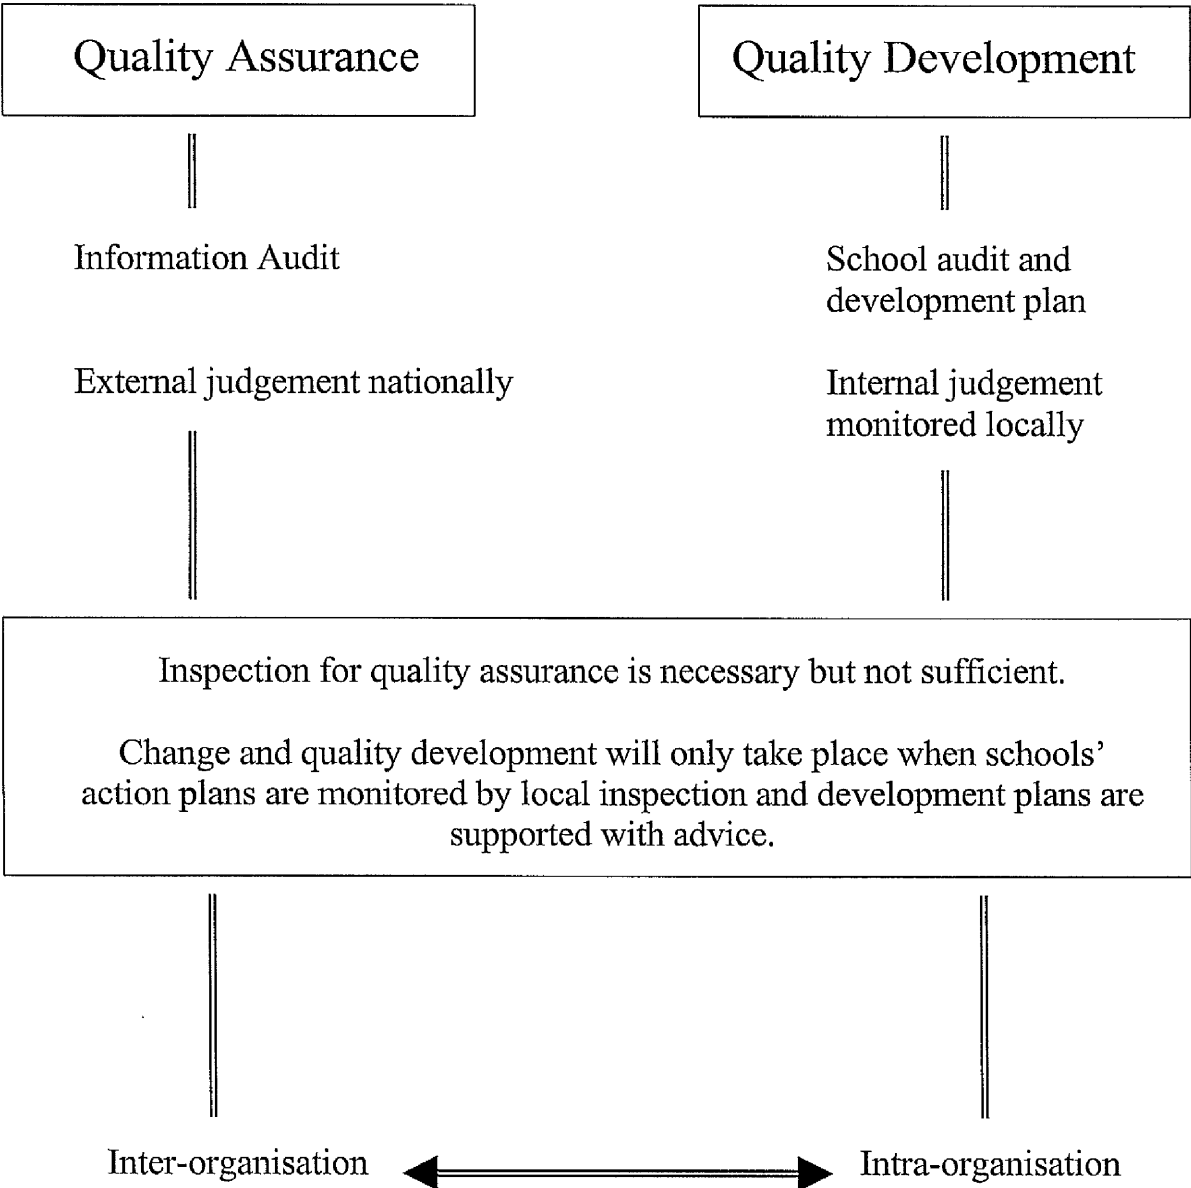 Quality Assurance
Quality Development
Information Audit
School audit and
development plan
External judgement nationally
Internal judgement
monitored locally
Inspection for quality assurance is necessary but not sufficient.
Change and quality development will only take place when schools’
action plans are monitored by local inspection and development plans are
supported with advice.
Inter-organisation
Intra-organisation